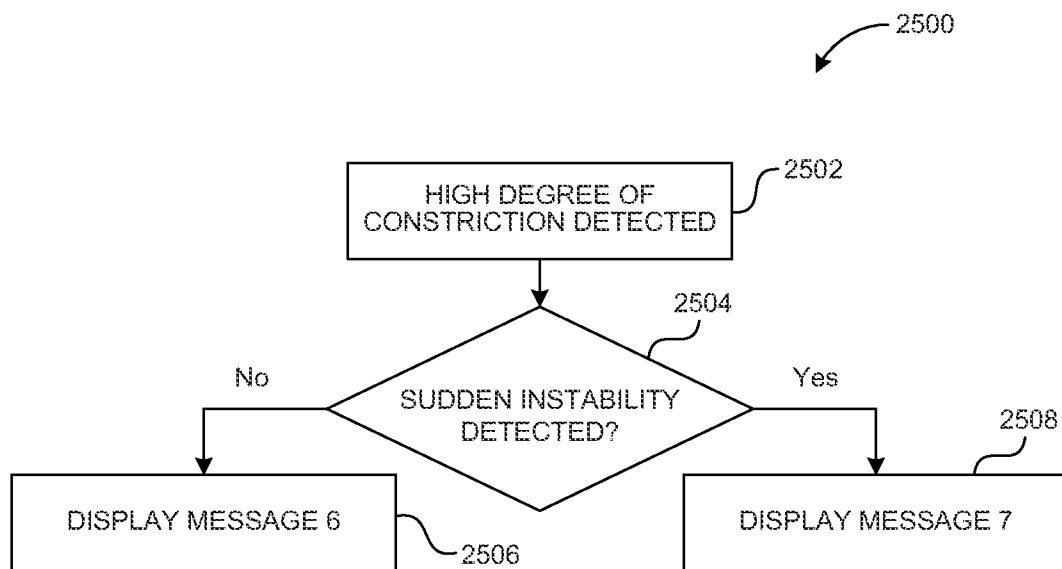 2500
HIGH DEGREE OF
CONSTRICTION DETECTED
2502
2504
No
Yes
SUDDEN INSTABILITY
DETECTED?
2508
DISPLAY MESSAGE 6
DISPLAY MESSAGE 7
2506